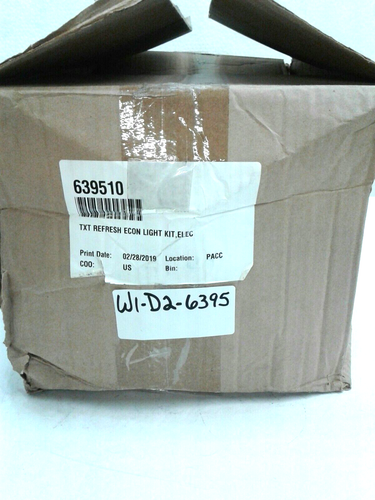 639510
TXT REFRESH ECON LIGHT KIT,ELEC
Print Date: 02/28/2019 Location: PACC
COO: US Bin:
W1-D2-6395